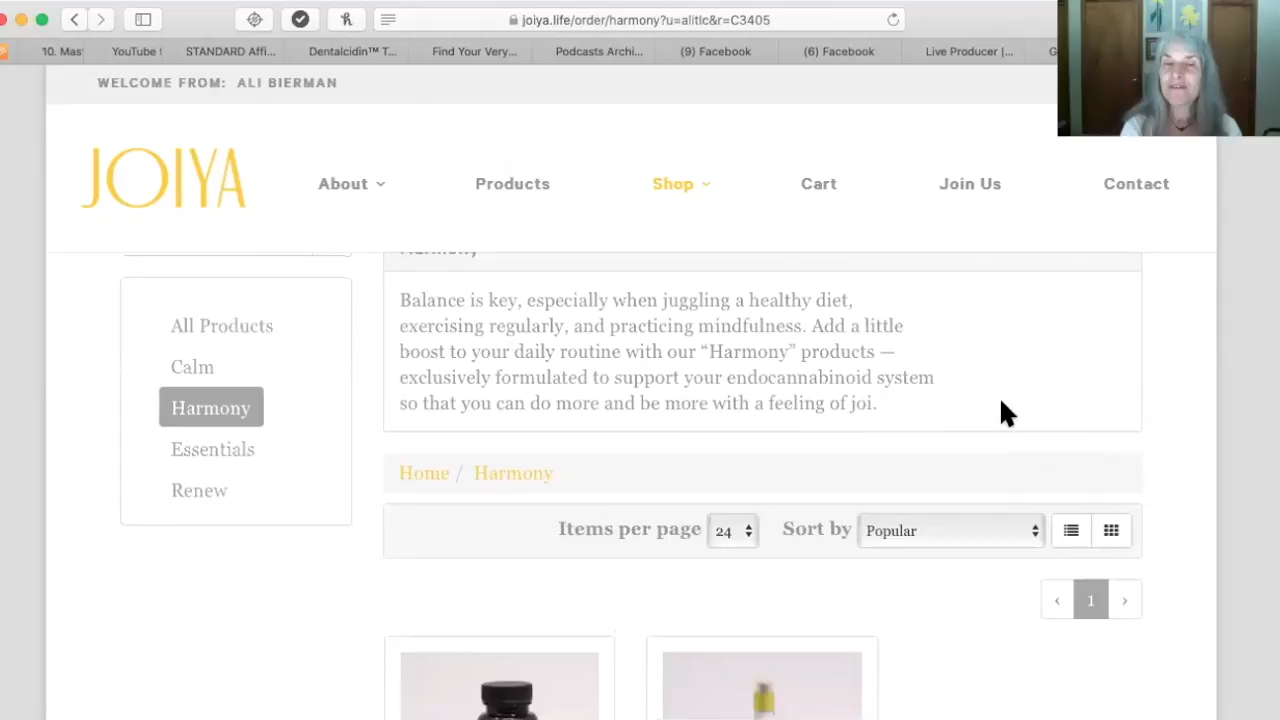 joiya.life/order/harmony?u=alitlc&r=C3405
10. Mas
YouTube
STANDARD Affi...
Dentalcidin™ T...
Find Your Very...
Podcasts Archi...
(9) Facebook
(6) Facebook
Live Producer |...
WELCOME FROM: ALI BIERMAN
JOIYA
About
Products
Shop
Cart
Join Us
Contact
Balance is key, especially when juggling a healthy diet,
exercising regularly, and practicing mindfulness. Add a little
boost to your daily routine with our “Harmony” products —
exclusively formulated to support your endocannabinoid system
so that you can do more and be more with a feeling of joi.
All Products
Calm
Harmony
Essentials
Renew
Home / Harmony
Items per page 24 Sort by Popular
‹ 1 ›